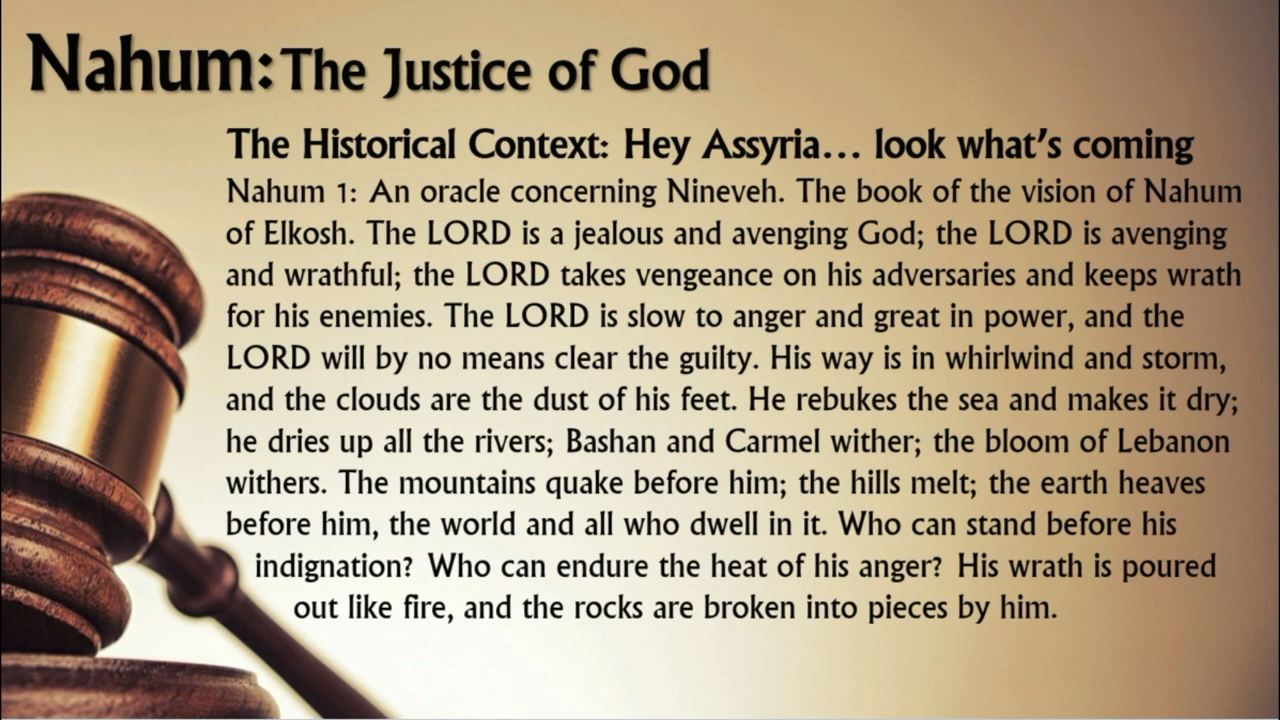 Nahum: The Justice of God
The Historical Context: Hey Assyria... look what's coming
Nahum 1: An oracle concerning Nineveh. The book of the vision of Nahum
of Elkosh. The LORD is a jealous and avenging God; the LORD is avenging
and wrathful; the LORD takes vengeance on his adversaries and keeps wrath
for his enemies. The LORD is slow to anger and great in power, and the
LORD will by no means clear the guilty. His way is in whirlwind and storm,
and the clouds are the dust of his feet. He rebukes the sea and makes it dry;
he dries up all the rivers; Bashan and Carmel wither; the bloom of Lebanon
withers. The mountains quake before him; the hills melt; the earth heaves
before him, the world and all who dwell in it. Who can stand before his
indignation? Who can endure the heat of his anger? His wrath is poured
out like fire, and the rocks are broken into pieces by him.